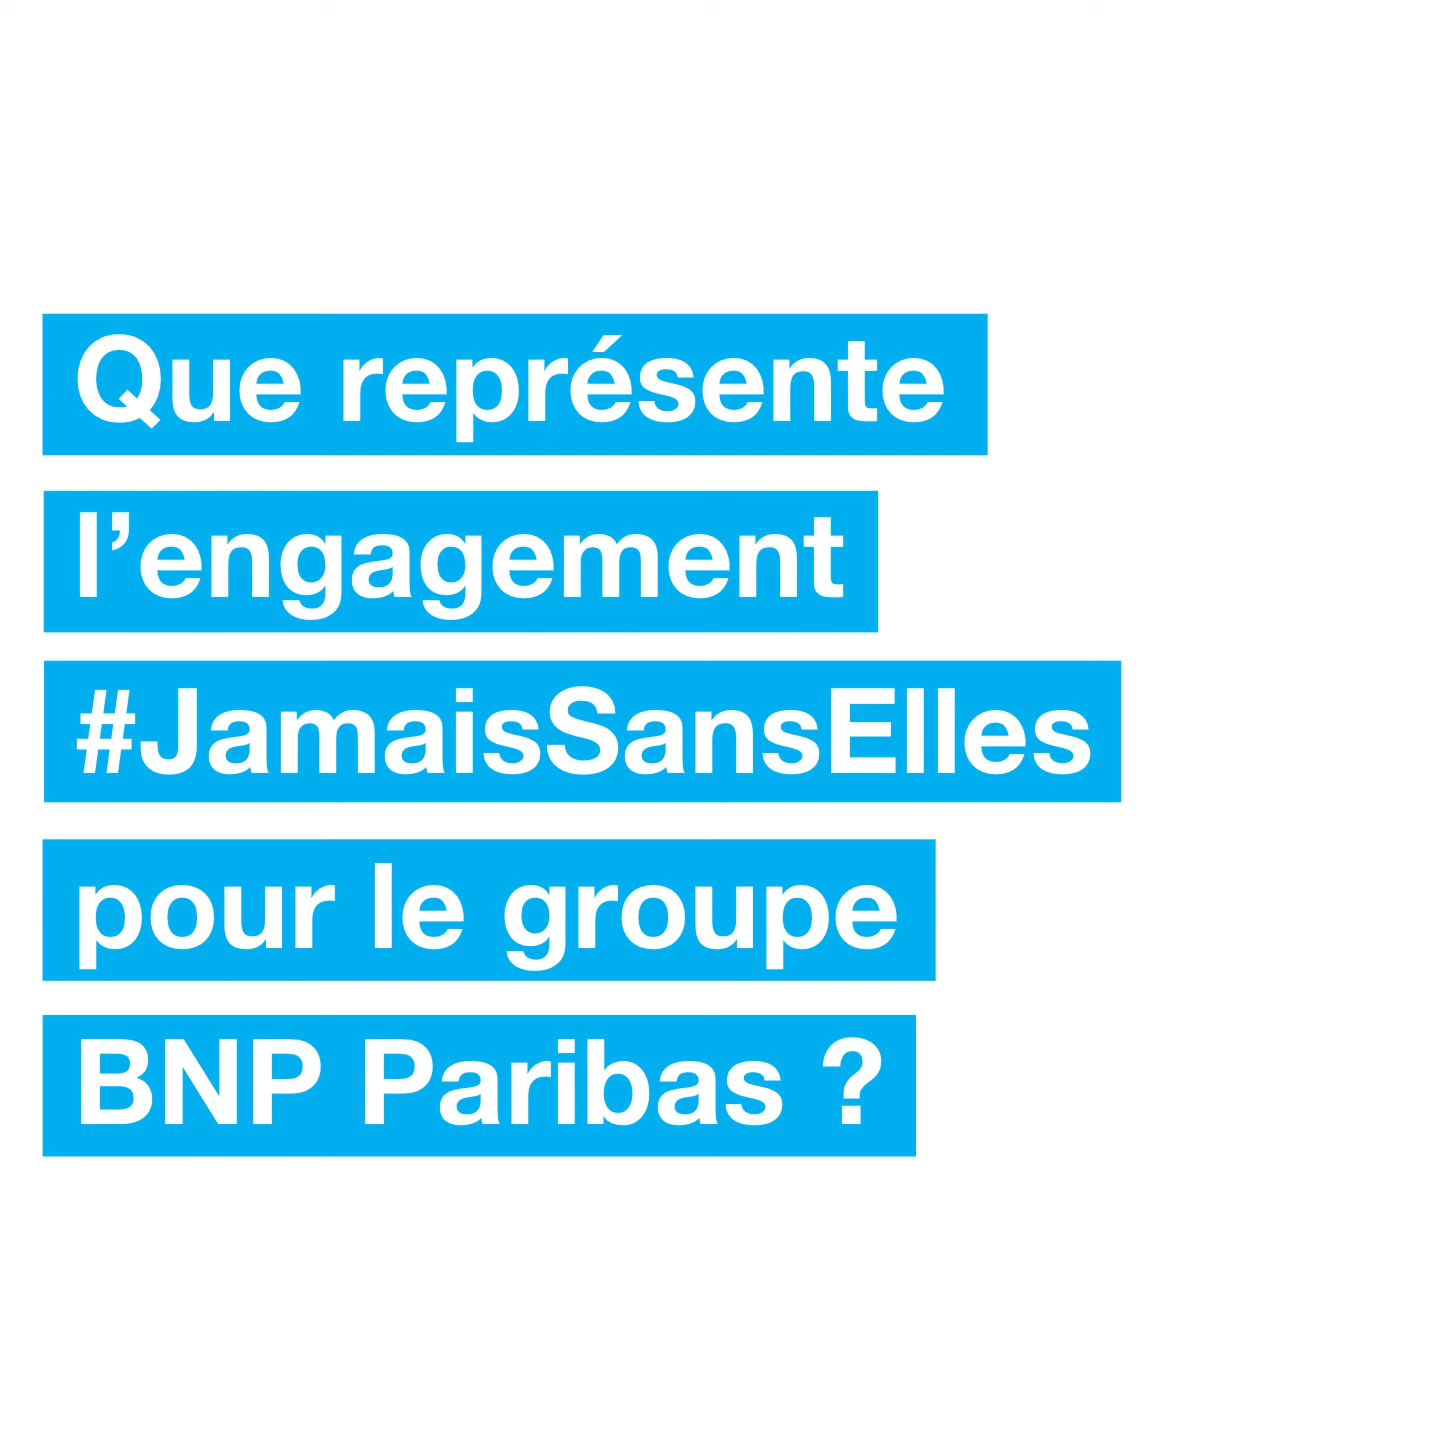 Que représente
l’engagement
#JamaisSansElles
pour le groupe
BNP Paribas ?